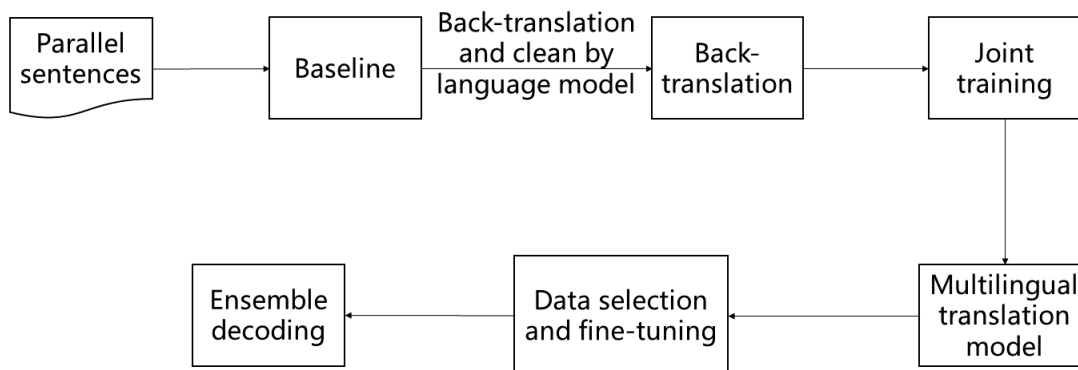 Parallel
sentences
Baseline
Back-translation
and clean by
language model
Back-
translation
Joint
training
Multilingual
translation
model
Data selection
and fine-tuning
Ensemble
decoding